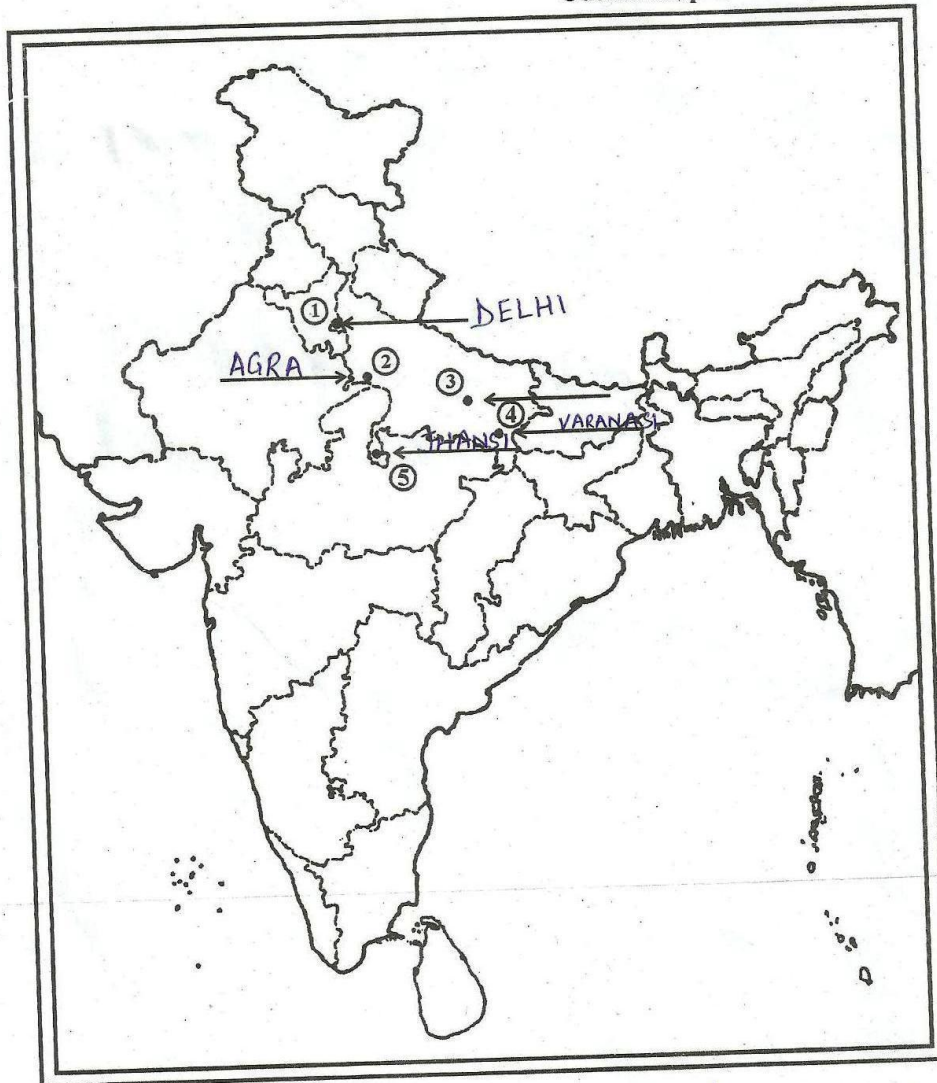 ①
DELHI
AGRA
②
③
④
VARANASI
JHANSI
⑤